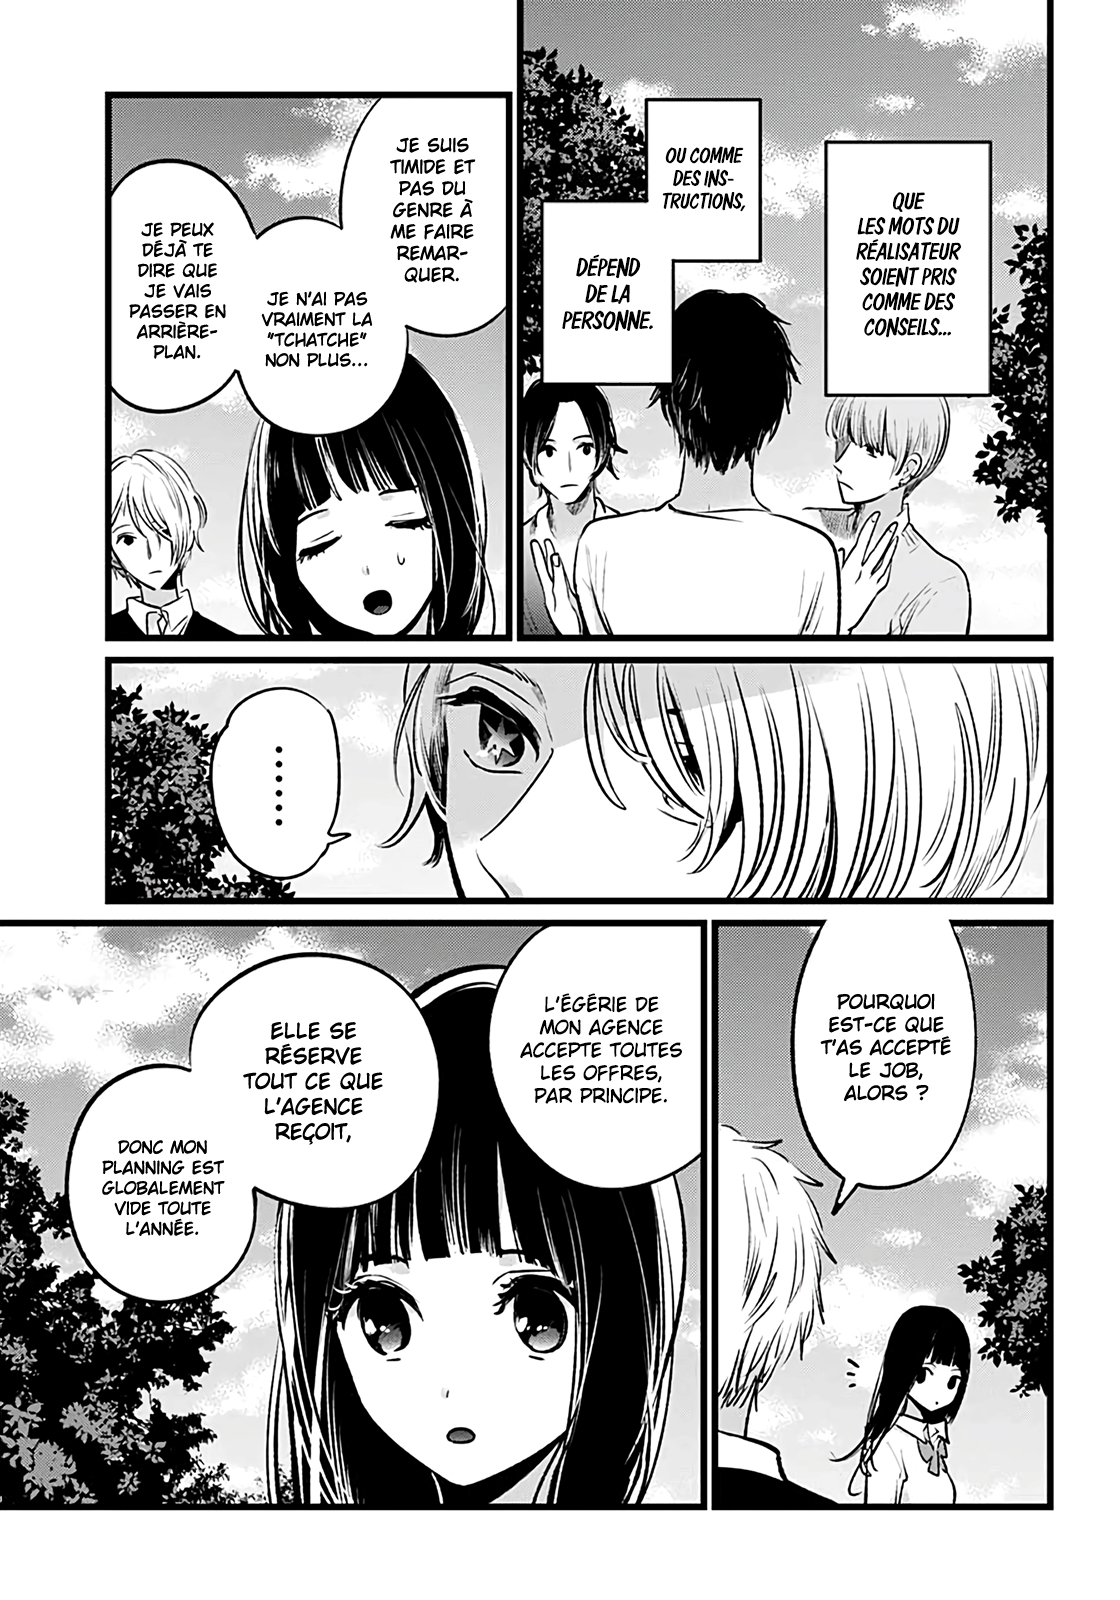 QUE
LES MOTS DU
RÉALISATEUR
SOIENT PRIS
COMME DES
CONSEILS...
OU COMME
DES INS-
TRUCTIONS,
DÉPEND
DE LA
PERSONNE.
JE SUIS
TIMIDE ET
PAS DU
GENRE À
ME FAIRE
REMAR-
QUER.
JE N'AI PAS
VRAIMENT LA
"TCHATCHE"
NON PLUS...
JE PEUX
DÉJÀ TE
DIRE QUE
JE VAIS
PASSER EN
ARRIÈRE-
PLAN.
......
POURQUOI
EST-CE QUE
T'AS ACCEPTÉ
LE JOB,
ALORS ?
L'ÉGÉRIE DE
MON AGENCE
ACCEPTE TOUTES
LES OFFRES,
PAR PRINCIPE.
ELLE SE
RÉSERVE
TOUT CE QUE
L'AGENCE
REÇOIT,
DONC MON
PLANNING EST
GLOBALEMENT
VIDE TOUTE
L'ANNÉE.